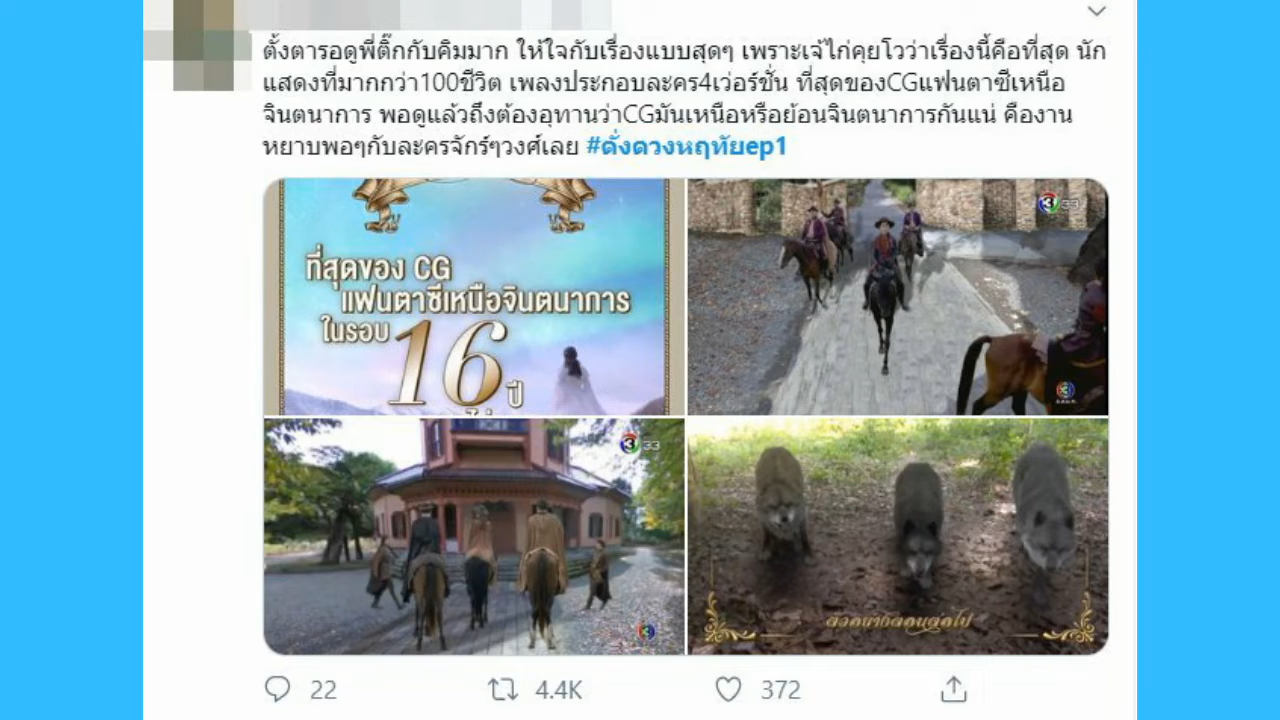 ตั้งตารอดูพี่ติ๊กกับคิมมาก ให้ใจกับเรื่องแบบสุดๆ เพราะเจ้ไก่คุยโวว่าเรื่องนี้คือที่สุด นัก
แสดงที่มากกว่า100ชีวิต เพลงประกอบละคร4เว่อร์ชั่น ที่สุดของCGแฟนตาซีเหนือ
จินตนาการ พอดูแล้วถึงต้องอุทานว่าCGมันเหนือหรือย้อนจินตนาการกันแน่ คืองาน
หยาบพอๆกับละครจักร์ๆวงศ์เลย #ดั่งดวงหฤทัยep1
ที่สุดของ CG
แฟนตาซีเหนือจินตนาการ
ในรอบ 16 ปี
3 33
3 33
22 4.4K 372